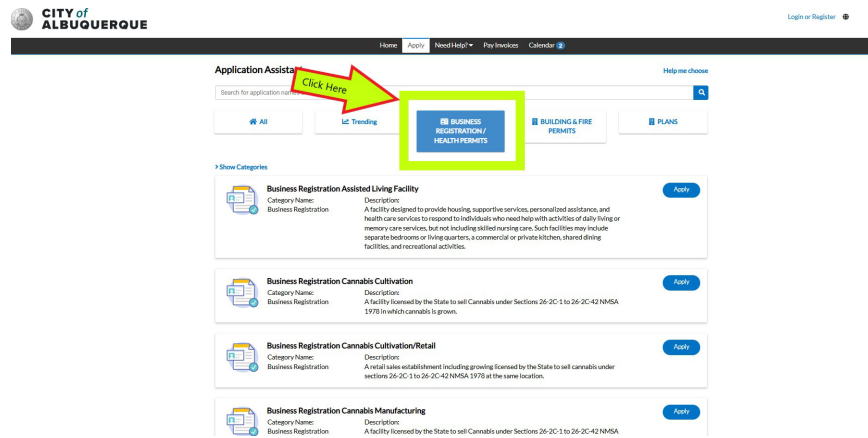 CITY of
ALBUQUERQUE
Login or Register
Home Apply Need Help? Pay Invoices Calendar 2
Application Assista
Help me choose
Click Here
Search for application names
All
Trending
BUSINESS
REGISTRATION /
HEALTH PERMITS
BUILDING & FIRE
PERMITS
PLANS
Show Categories
Business Registration Assisted Living Facility
Apply
Category Name:
Business Registration
Description:
A facility designed to provide housing, supportive services, personalized assistance, and
health care services to respond to individuals who need help with activities of daily living or
memory care services, but not including skilled nursing care. Such facilities may include
separate bedrooms or living quarters, a commercial or private kitchen, shared dining
facilities, and recreational activities.
Business Registration Cannabis Cultivation
Apply
Category Name:
Business Registration
Description:
A facility licensed by the State to sell Cannabis under Sections 26-2C-1 to 26-2C-42 NMSA
1978 in which cannabis is grown.
Business Registration Cannabis Cultivation/Retail
Apply
Category Name:
Business Registration
Description:
A retail sales establishment including growing licensed by the State to sell cannabis under
sections 26-2C-1 to 26-2C-42 NMSA 1978 at the same location.
Business Registration Cannabis Manufacturing
Apply
Category Name:
Business Registration
Description:
A facility licensed by the State to sell Cannabis under Sections 26-2C-1 to 26-2C-42 NMSA